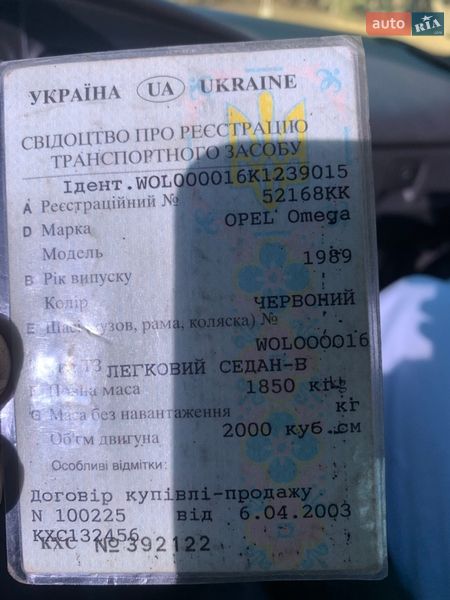 auto RIA
УКРАЇНА UA UKRAINE
СВІДОЦТВО ПРО РЕЄСТРАЦІЮ
ТРАНСПОРТНОГО ЗАСОБУ
Ідент.WOL000016K1239015
A Реєстраційний № 52168КК
D Марка OPEL Omega
Модель
B Рік випуску 1989
Колір ЧЕРВОНИЙ
E кузов, рама, коляска) №
WOL000016
ЛЕГКОВИЙ СЕДАН-В
маса 1850 кг
G Маса без навантаження кг
Об'єм двигуна 2000 куб.см
Особливі відмітки:
Договір купівлі-продажу
N 100225 від 6.04.2003
КХС132456
КХС № 392122